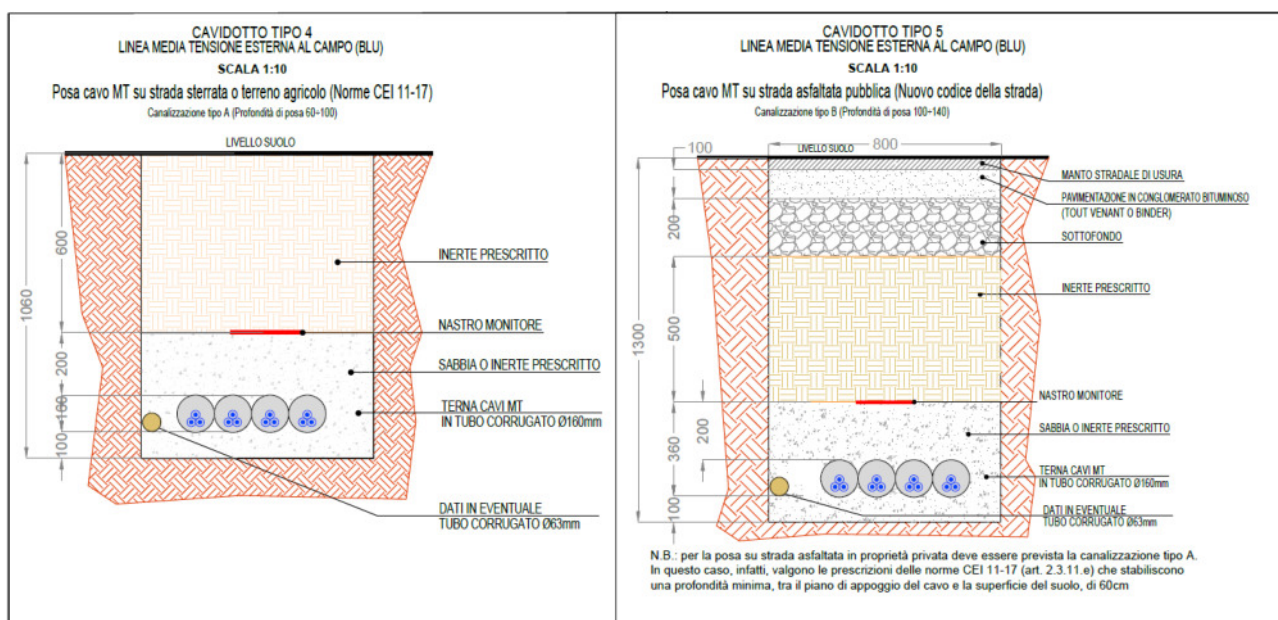 CAVIDOTTO TIPO 4
LINEA MEDIA TENSIONE ESTERNA AL CAMPO (BLU)
SCALA 1:10
Posa cavo MT su strada sterrata o terreno agricolo (Norme CEI 11-17)
Canalizzazione tipo A (Profondità di posa 60÷100)
LIVELLO SUOLO
1060
600
200
100
INERTE PRESCRITTO
NASTRO MONITORE
SABBIA O INERTE PRESCRITTO
TERNA CAVI MT
IN TUBO CORRUGATO Ø160mm
DATI IN EVENTUALE
TUBO CORRUGATO Ø63mm
CAVIDOTTO TIPO 5
LINEA MEDIA TENSIONE ESTERNA AL CAMPO (BLU)
SCALA 1:10
Posa cavo MT su strada asfaltata pubblica (Nuovo codice della strada)
Canalizzazione tipo B (Profondità di posa 100÷140)
LIVELLO SUOLO
100
800
200
500
1300
360
200
100
MANTO STRADALE DI USURA
PAVIMENTAZIONE IN CONGLOMERATO BITUMINOSO
(TOUT VENANT O BINDER)
SOTTOFONDO
INERTE PRESCRITTO
NASTRO MONITORE
SABBIA O INERTE PRESCRITTO
TERNA CAVI MT
IN TUBO CORRUGATO Ø160mm
DATI IN EVENTUALE
TUBO CORRUGATO Ø63mm
N.B.: per la posa su strada asfaltata in proprietà privata deve essere prevista la canalizzazione tipo A.
In questo caso, infatti, valgono le prescrizioni delle norme CEI 11-17 (art. 2.3.11.e) che stabiliscono
una profondità minima, tra il piano di appoggio del cavo e la superficie del suolo, di 60cm